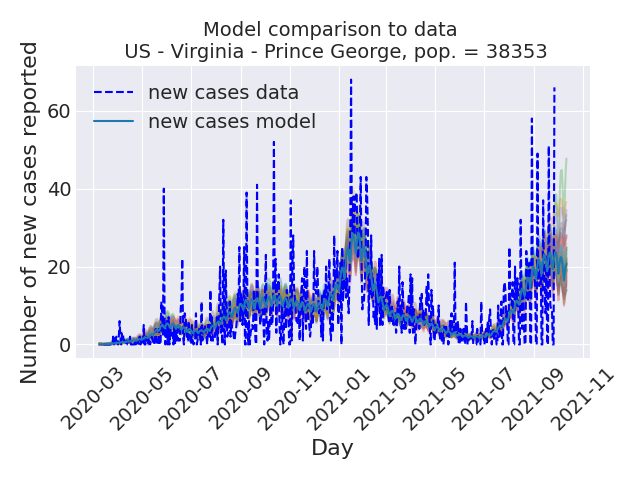 Model comparison to data
US - Virginia - Prince George, pop. = 38353
Number of new cases reported
60
40
20
0
new cases data
new cases model
2020-03
2020-05
2020-07
2020-09
2020-11
2021-01
2021-03
2021-05
2021-07
2021-09
2021-11
Day